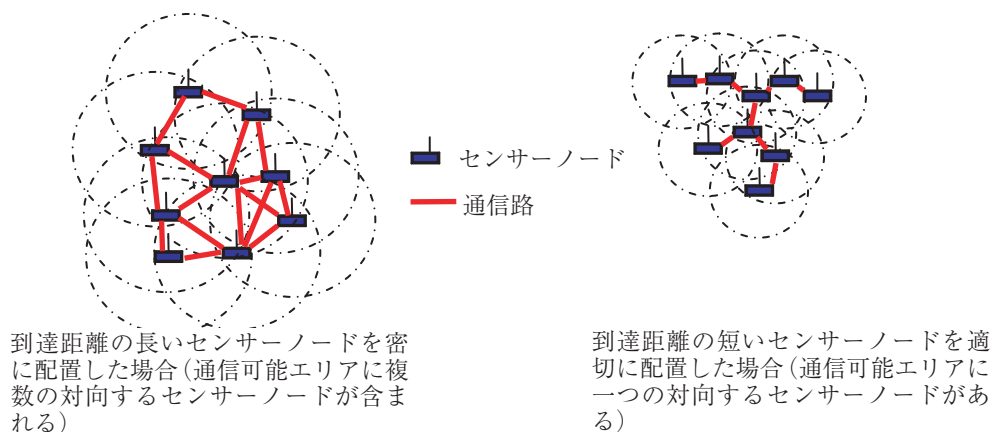 センサーノード
通信路
到達距離の長いセンサーノードを密
に配置した場合(通信可能エリアに複
数の対向するセンサーノードが含ま
れる)
到達距離の短いセンサーノードを適
切に配置した場合(通信可能エリアに
一つの対向するセンサーノードがあ
る)